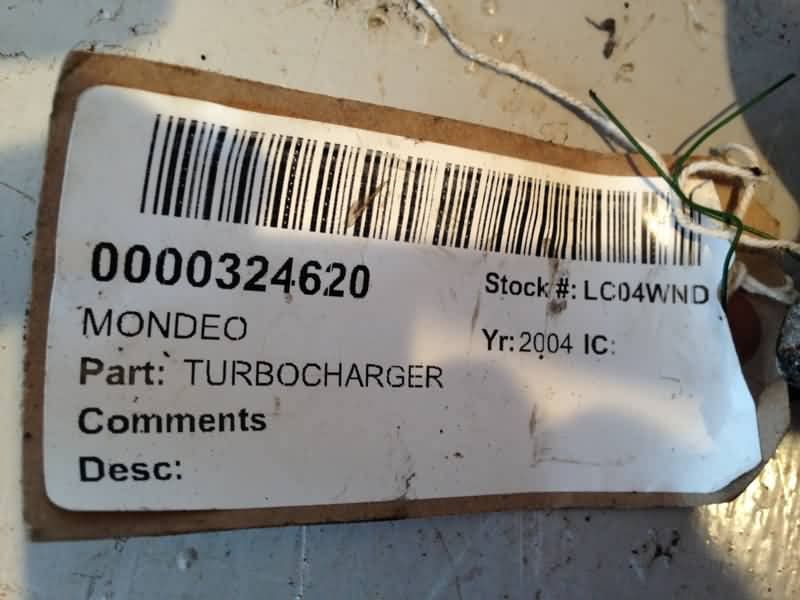 0000324620
Stock #: LC04WND
MONDEO
Yr: 2004 IC:
Part: TURBOCHARGER
Comments
Desc: